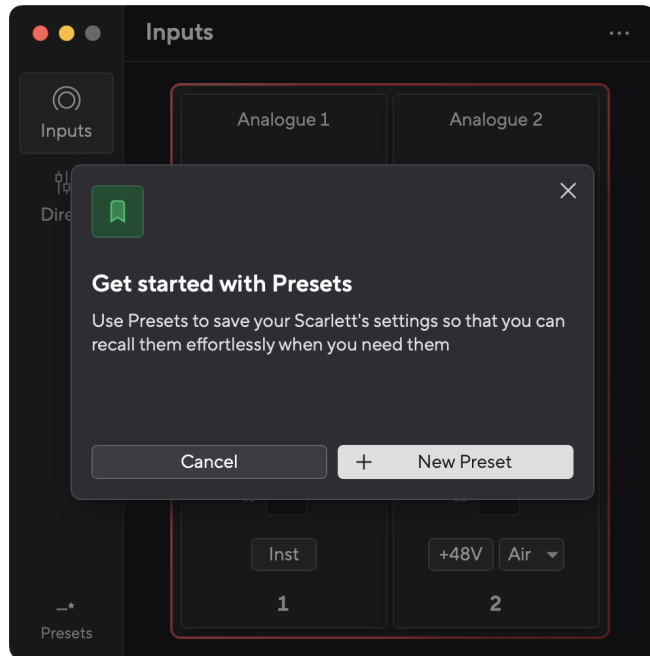 Inputs
Inputs
Analogue 1
Analogue 2
Dire
Get started with Presets
Use Presets to save your Scarlett's settings so that you can
recall them effortlessly when you need them
Cancel
+ New Preset
Inst
+48V
Air
1
2
Presets